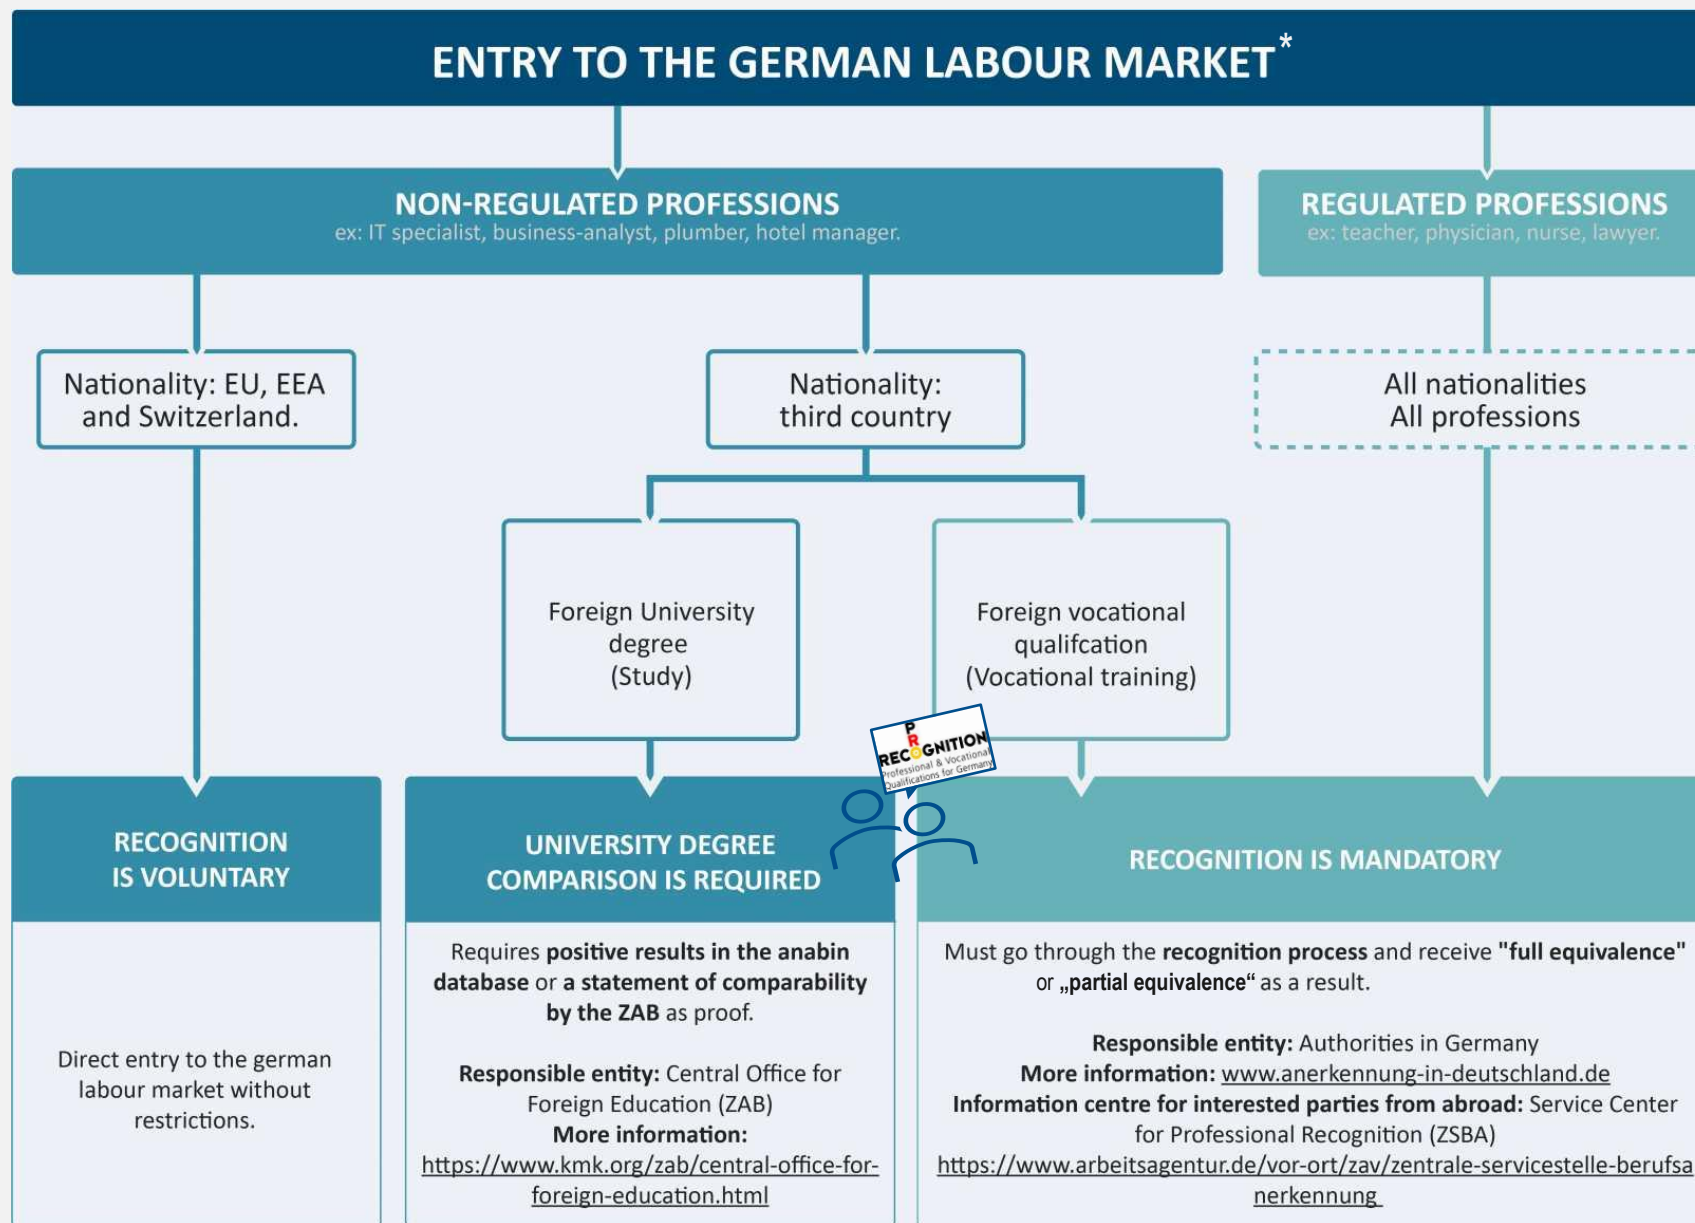 ENTRY TO THE GERMAN LABOUR MARKET*
NON-REGULATED PROFESSIONS
ex: IT specialist, business-analyst, plumber, hotel manager.
REGULATED PROFESSIONS
ex: teacher, physician, nurse, lawyer.
Nationality: EU, EEA
and Switzerland.
Nationality:
third country
All nationalities
All professions
Foreign University
degree
(Study)
Foreign vocational
qualifcation
(Vocational training)
P
R
RECOGNITION
Professional & Vocational
Qualifications for Germany
RECOGNITION
IS VOLUNTARY
Direct entry to the german
labour market without
restrictions.
UNIVERSITY DEGREE
COMPARISON IS REQUIRED
Requires positive results in the anabin
database or a statement of comparability
by the ZAB as proof.
Responsible entity: Central Office for
Foreign Education (ZAB)
More information:
https://www.kmk.org/zab/central-office-for-
foreign-education.html
RECOGNITION IS MANDATORY
Must go through the recognition process and receive "full equivalence"
or „partial equivalence“ as a result.
Responsible entity: Authorities in Germany
More information: www.anerkennung-in-deutschland.de
Information centre for interested parties from abroad: Service Center
for Professional Recognition (ZSBA)
https://www.arbeitsagentur.de/vor-ort/zav/zentrale-servicestelle-berufsa
nerkennung